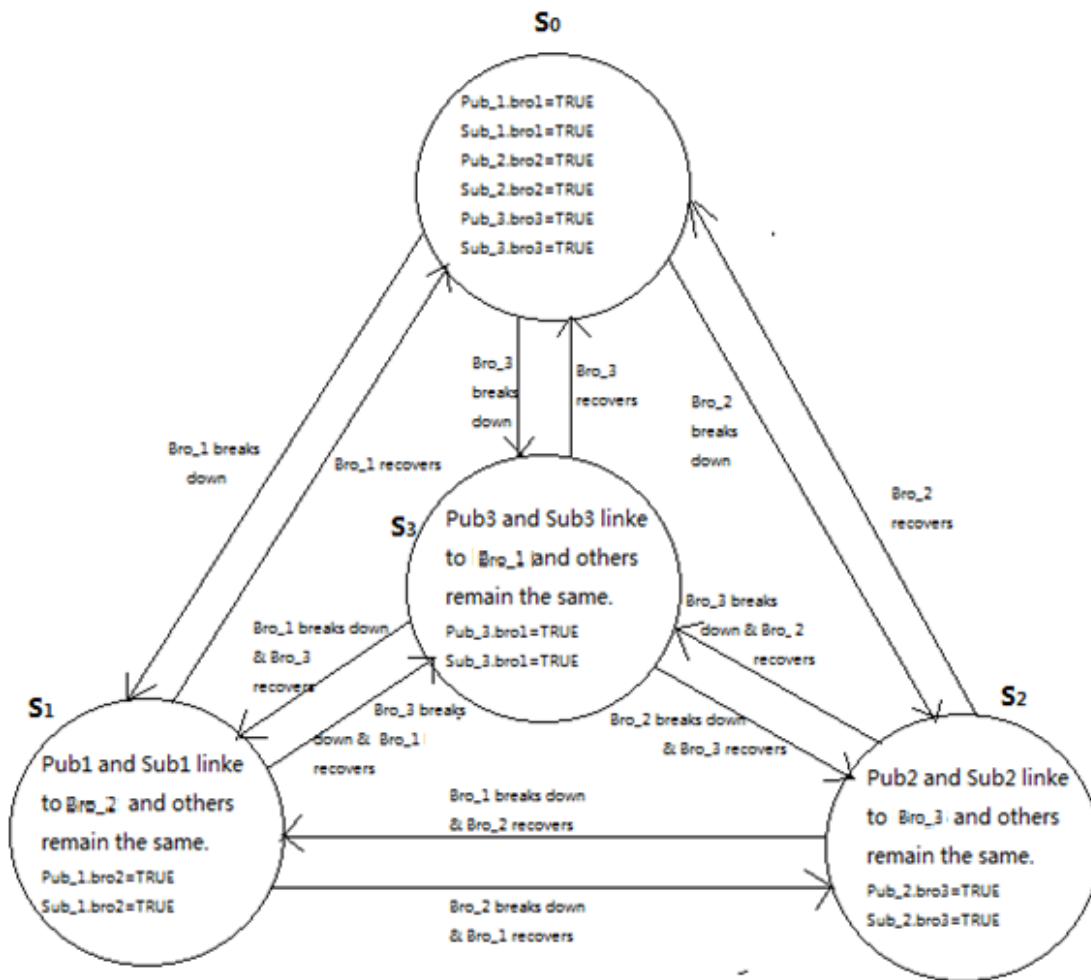 S0
Pub_1.bro1=TRUE
Sub_1.bro1=TRUE
Pub_2.bro2=TRUE
Sub_2.bro2=TRUE
Pub_3.bro3=TRUE
Sub_3.bro3=TRUE
Bro_1 breaks
down
Bro_1 recovers
Bro_3
breaks
down
Bro_3
recovers
Bro_2
breaks
down
Bro_2
recovers
S3
Pub3 and Sub3 linke
to Bro_1 and others
remain the same.
Pub_3.bro1=TRUE
Sub_3.bro1=TRUE
Bro_1 breaks down
& Bro_3
recovers
Bro_3 breaks
down & Bro_1
recovers
Bro_3 breaks
down & Bro_2
recovers
Bro_2 breaks down
& Bro_3 recovers
S1
Pub1 and Sub1 linke
to Bro_2 and others
remain the same.
Pub_1.bro2=TRUE
Sub_1.bro2=TRUE
Bro_1 breaks down
& Bro_2 recovers
Bro_2 breaks down
& Bro_1 recovers
S2
Pub2 and Sub2 linke
to Bro_3 and others
remain the same.
Pub_2.bro3=TRUE
Sub_2.bro3=TRUE